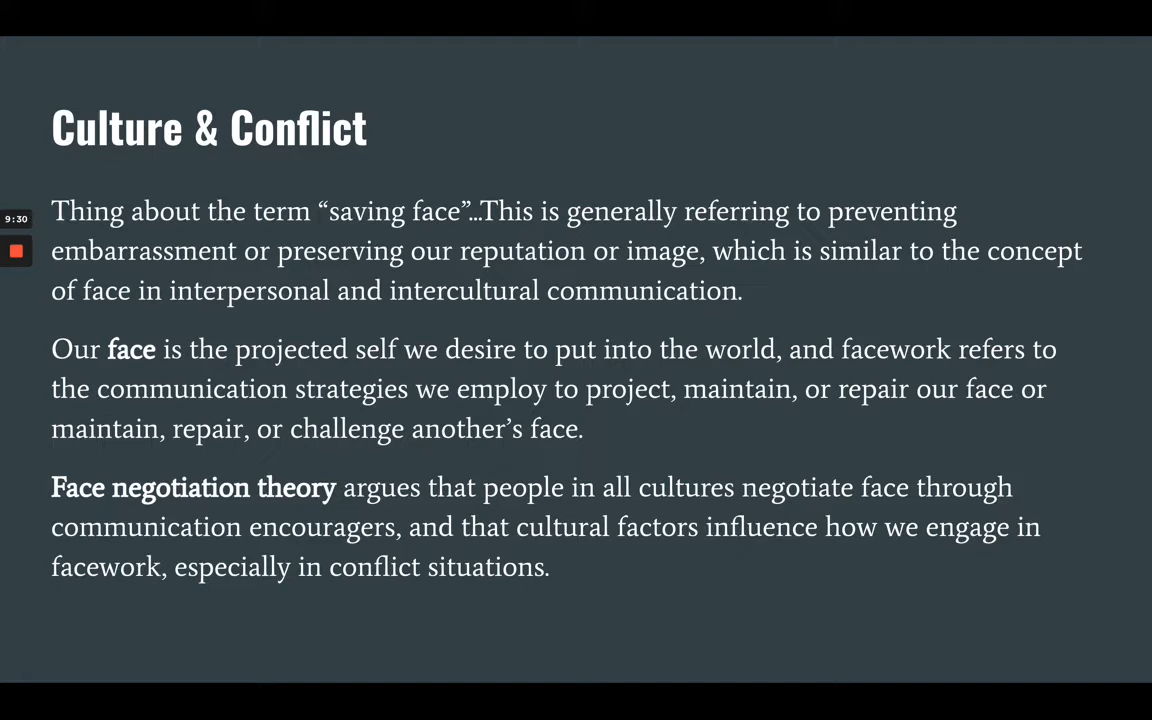 Culture & Conflict
Thing about the term “saving face”...This is generally referring to preventing
embarrassment or preserving our reputation or image, which is similar to the concept
of face in interpersonal and intercultural communication.
9:30
Our face is the projected self we desire to put into the world, and facework refers to
the communication strategies we employ to project, maintain, or repair our face or
maintain, repair, or challenge another’s face.
Face negotiation theory argues that people in all cultures negotiate face through
communication encouragers, and that cultural factors influence how we engage in
facework, especially in conflict situations.